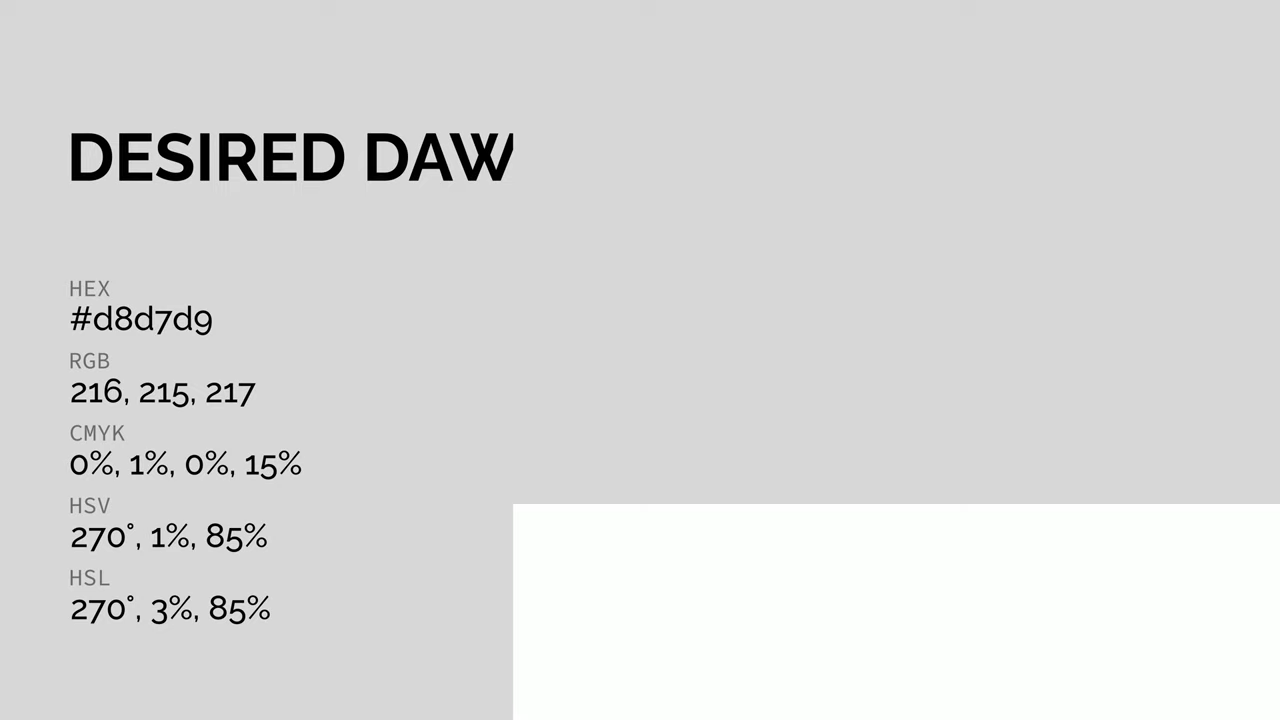 DESIRED DAW
HEX
#d8d7d9
RGB
216, 215, 217
CMYK
0%, 1%, 0%, 15%
HSV
270°, 1%, 85%
HSL
270°, 3%, 85%